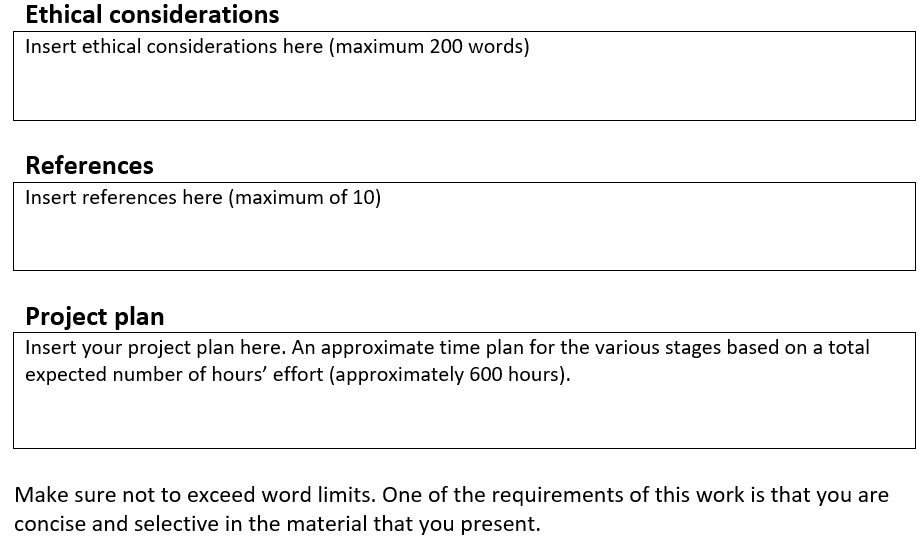 Ethical considerations
Insert ethical considerations here (maximum 200 words)
References
Insert references here (maximum of 10)
Project plan
Insert your project plan here. An approximate time plan for the various stages based on a total
expected number of hours’ effort (approximately 600 hours).
Make sure not to exceed word limits. One of the requirements of this work is that you are
concise and selective in the material that you present.